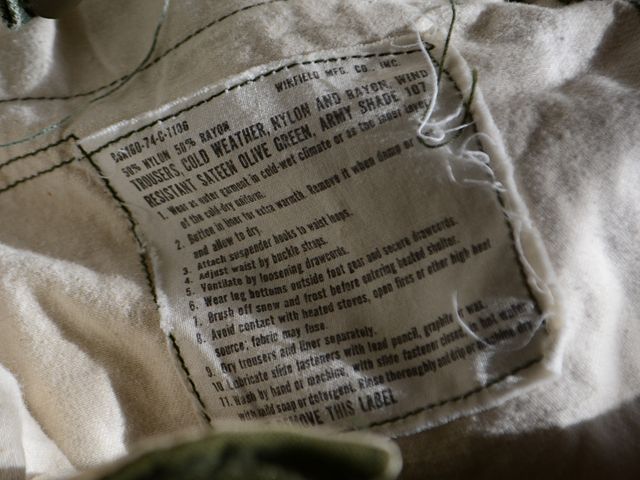 WINFIELD MFG. CO., INC.
50% NYLON 50% RAYON
TROUSERS, COLD WEATHER, NYLON AND RAYON, WIND
RESISTANT SATEEN OLIVE GREEN, ARMY SHADE 107
1. Wear as outer garment in cold-wet climate or as the inner layer
of the cold-dry uniform.
2. Button in liner for extra warmth. Remove it when damp or
and allow to dry.
3. Attach suspender hooks to waist loops.
4. Adjust waist by buckle straps.
5. Ventilate by loosening drawcords.
6. Wear leg bottoms outside foot gear and secure drawcords.
7. Brush off snow and frost before entering heated shelter.
8. Avoid contact with heated stoves, open fires or other high heat
source, fabric may fuse.
9. Dry trousers and liner separately.
10. Lubricate slide fasteners with lead pencil, graphite or wax.
11. Wash by hand or machine, with slide fastener closed in
with mild soap or detergent, rinse thoroughly and drip or
THIS LABEL